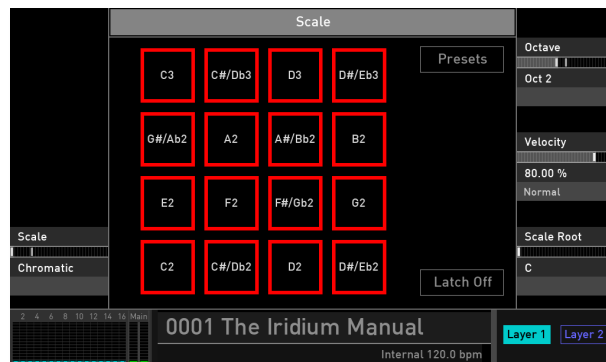 Scale
Presets
Octave
Oct 2
C3 C#/Db3 D3 D#/Eb3
G#/Ab2 A2 A#/Bb2 B2
Velocity
80.00 %
Normal
E2 F2 F#/Gb2 G2
Scale
Chromatic
Scale Root
C
C2 C#/Db2 D2 D#/Eb2
Latch Off
2 4 6 8 10 12 14 16 Main
0001 The Iridium Manual
Internal 120.0 bpm
Layer 1 Layer 2